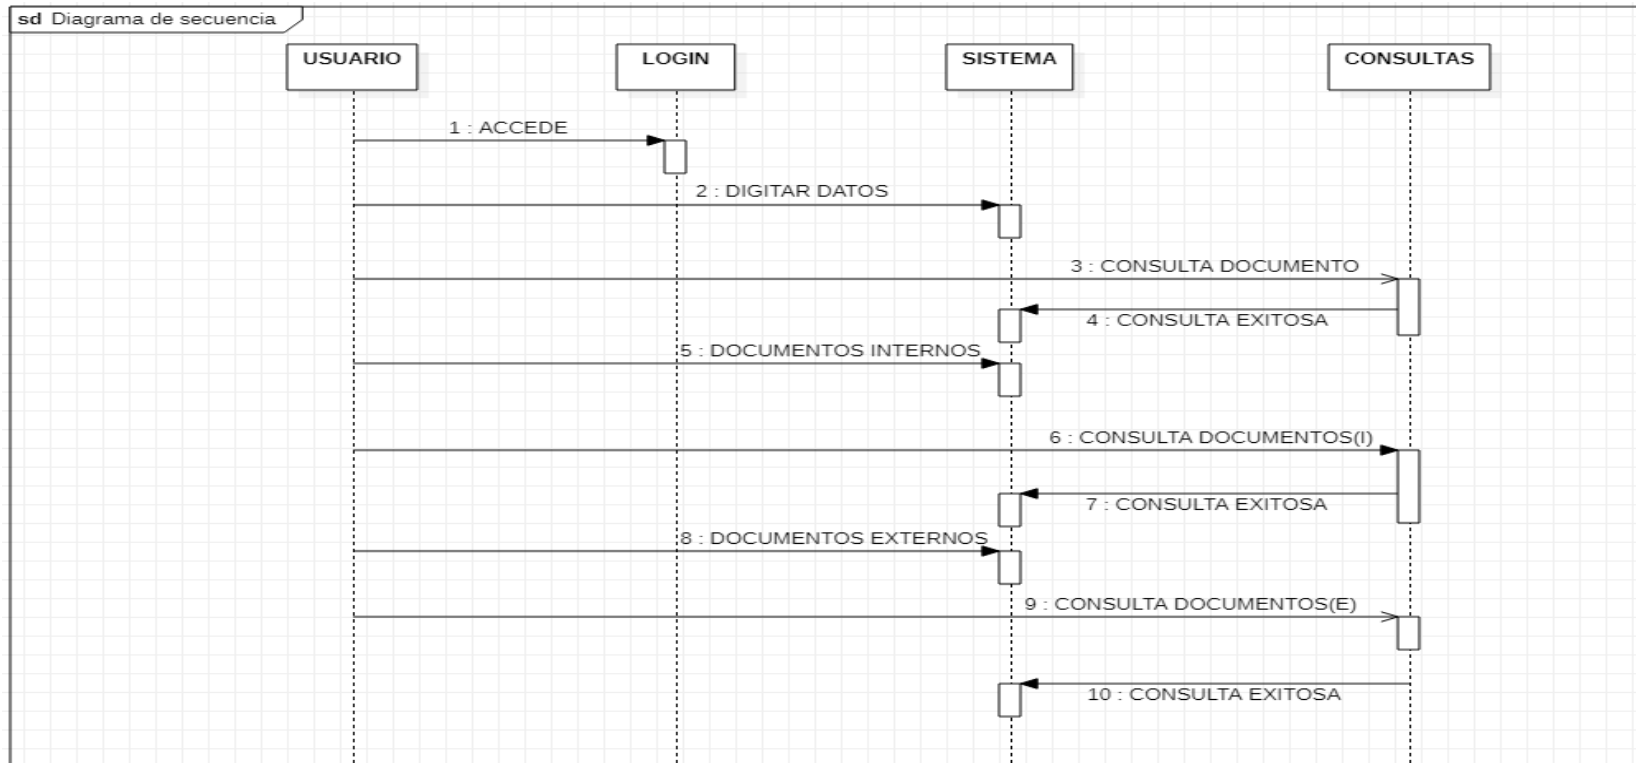 sd Diagrama de secuencia
USUARIO
LOGIN
SISTEMA
CONSULTAS
1 : ACCEDE
2 : DIGITAR DATOS
3 : CONSULTA DOCUMENTO
4 : CONSULTA EXITOSA
5 : DOCUMENTOS INTERNOS
6 : CONSULTA DOCUMENTOS(I)
7 : CONSULTA EXITOSA
8 : DOCUMENTOS EXTERNOS
9 : CONSULTA DOCUMENTOS(E)
10 : CONSULTA EXITOSA